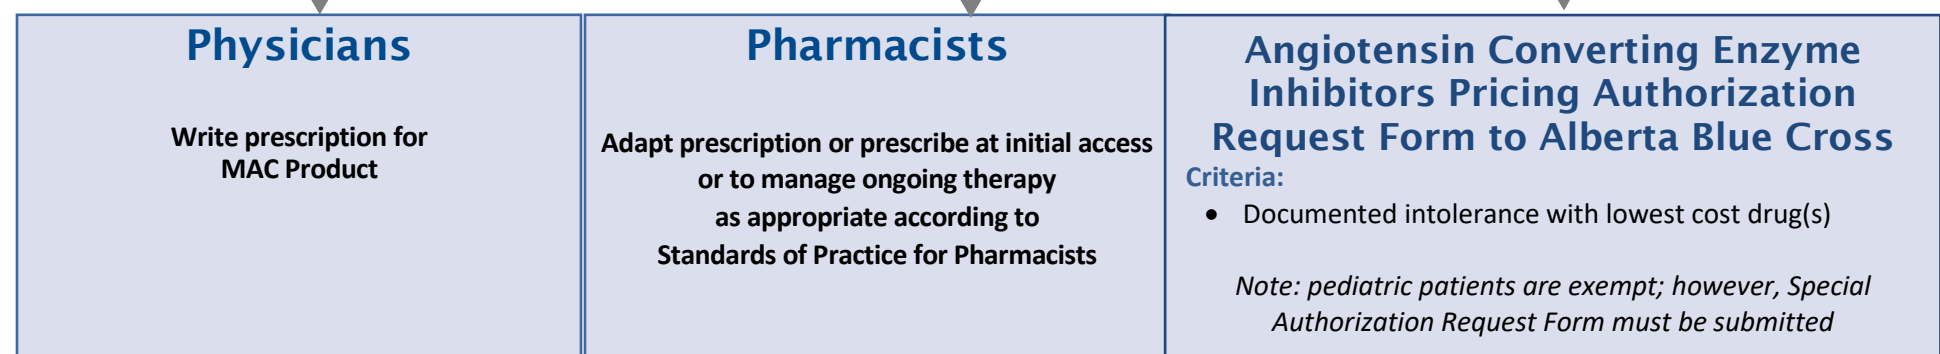 Physicians
Write prescription for
MAC Product
Pharmacists
Adapt prescription or prescribe at initial access
or to manage ongoing therapy
as appropriate according to
Standards of Practice for Pharmacists
Angiotensin Converting Enzyme
Inhibitors Pricing Authorization
Request Form to Alberta Blue Cross
Criteria:
• Documented intolerance with lowest cost drug(s)
Note: pediatric patients are exempt; however, Special
Authorization Request Form must be submitted